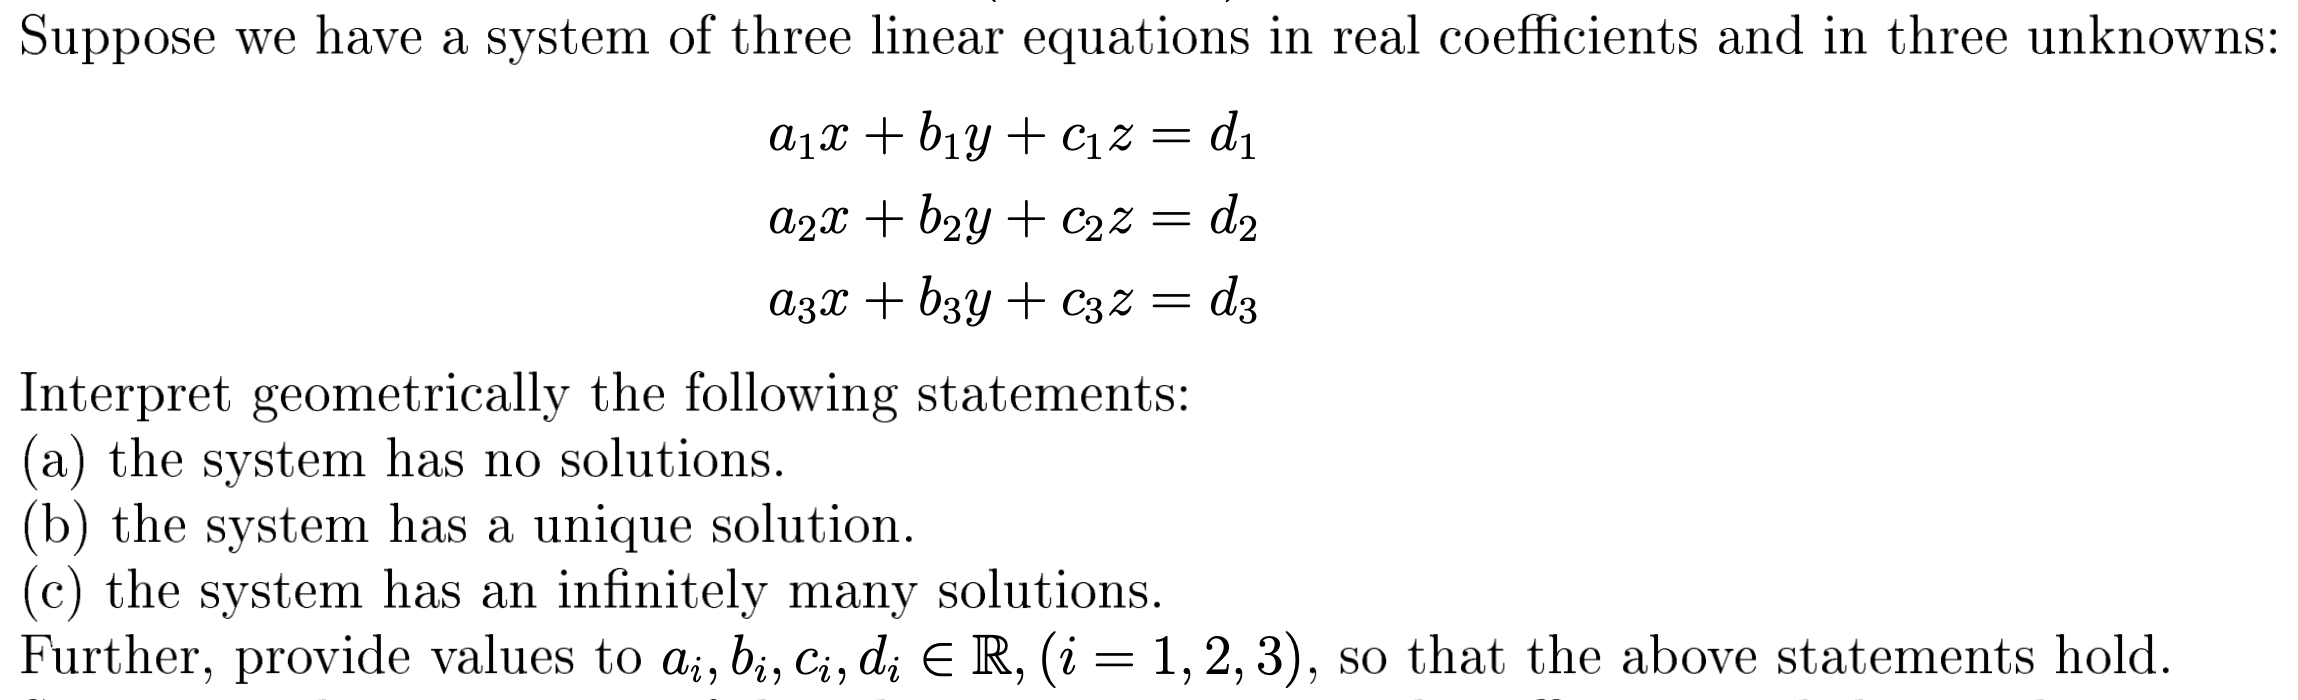 Suppose we have a system of three linear equations in real coefficients and in three unknowns:
a₁x + b₁y + c₁z = d₁
a₂x + b₂y + c₂z = d₂
a₃x + b₃y + c₃z = d₃
Interpret geometrically the following statements:
(a) the system has no solutions.
(b) the system has a unique solution.
(c) the system has an infinitely many solutions.
Further, provide values to aᵢ, bᵢ, cᵢ, dᵢ ∈ ℝ, (i = 1, 2, 3), so that the above statements hold.